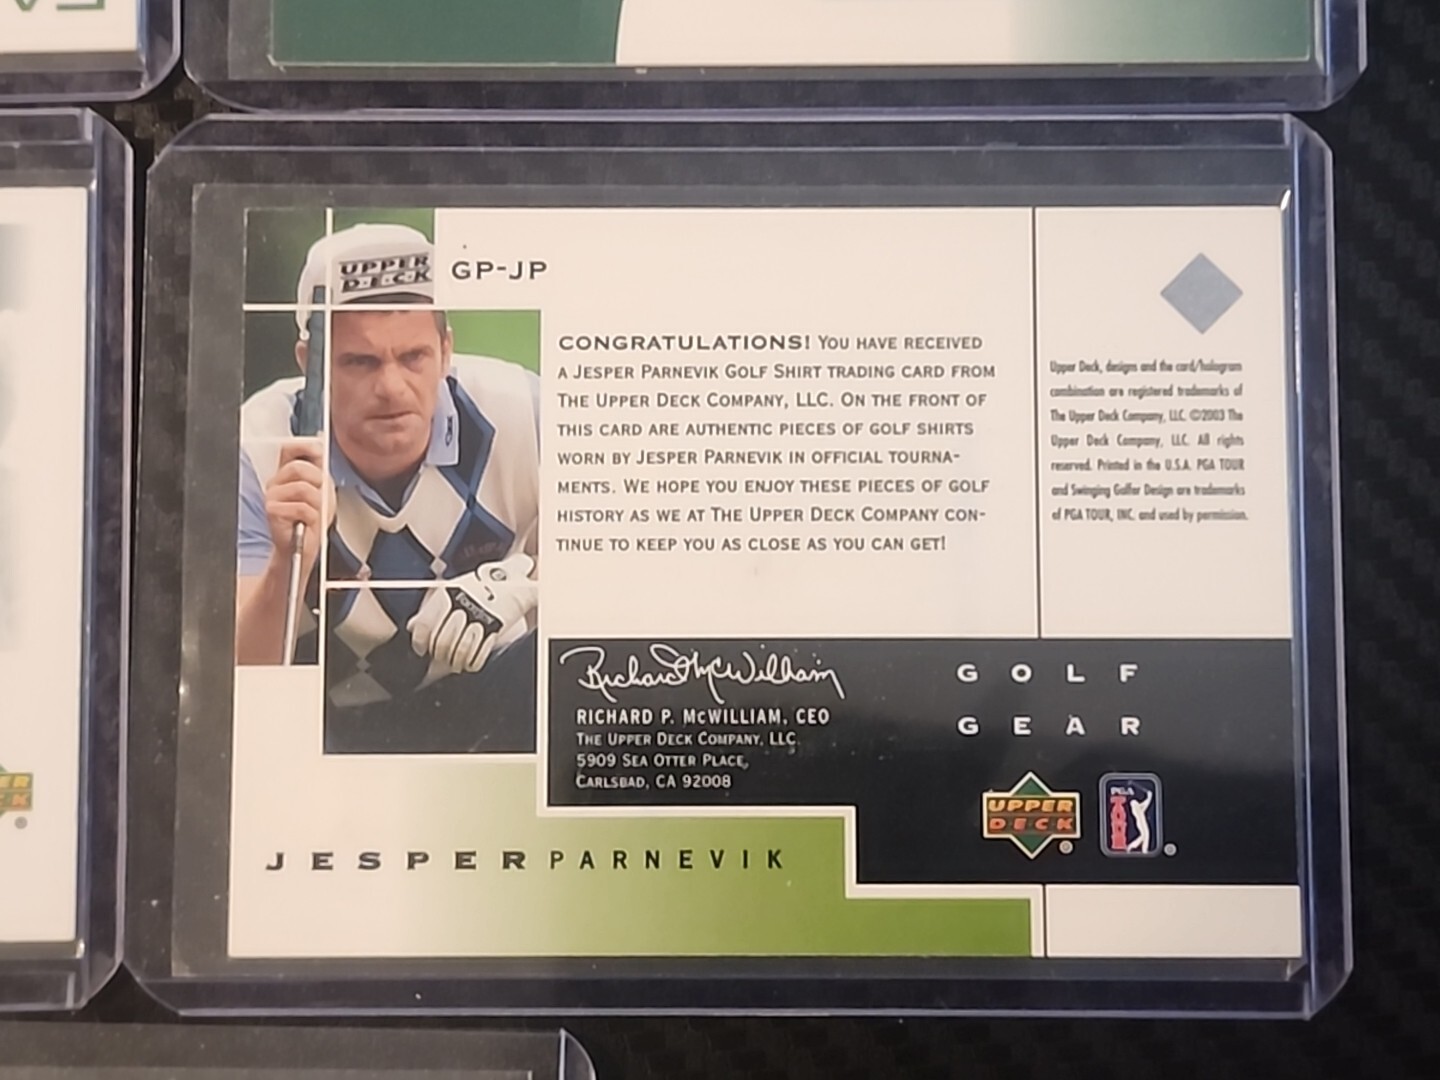 UPPER
DECK
GP-JP
CONGRATULATIONS! YOU HAVE RECEIVED
A JESPER PARNEVIK GOLF SHIRT TRADING CARD FROM
THE UPPER DECK COMPANY, LLC. ON THE FRONT OF
THIS CARD ARE AUTHENTIC PIECES OF GOLF SHIRTS
WORN BY JESPER PARNEVIK IN OFFICIAL TOURNA-
MENTS. WE HOPE YOU ENJOY THESE PIECES OF GOLF
HISTORY AS WE AT THE UPPER DECK COMPANY CON-
TINUE TO KEEP YOU AS CLOSE AS YOU CAN GET!
Upper Deck, designs and the card/hologram
combination are registered trademarks of
The Upper Deck Company, LLC. ©2003 The
Upper Deck Company, LLC. All rights
reserved. Printed in the U.S.A. PGA TOUR
and Swinging Golfer Design are trademarks
of PGA TOUR, INC. and used by permission.
FootJoy
Richard P. McWilliam
RICHARD P. McWILLIAM, CEO
THE UPPER DECK COMPANY, LLC
5909 SEA OTTER PLACE,
CARLSBAD, CA 92008
GOLF
GEAR
UPPER
DECK
®
PGA
TOUR
®
JESPER PARNEVIK
ER
CK
®